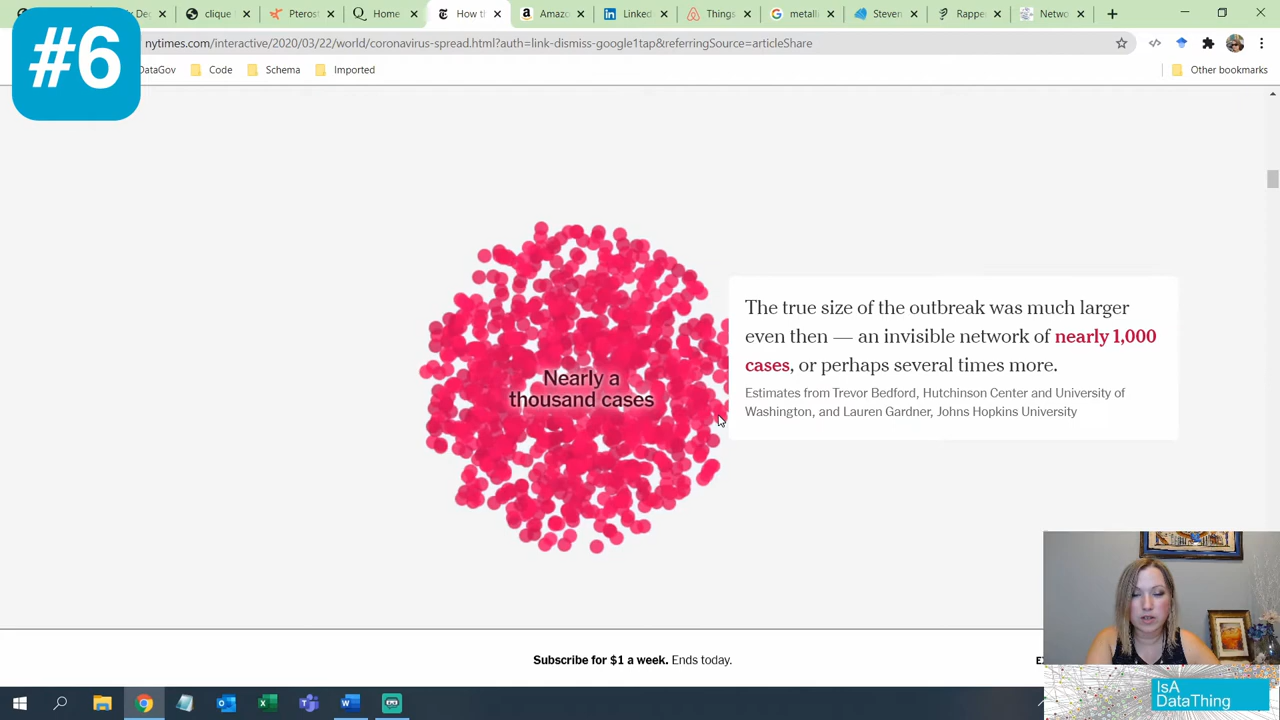 #6
clique
Pterost
Home
How tl
Amazo
Linked
Things
metalli
Steven
Rappe
Netwo
nytimes.com/interactive/2020/03/22/world/coronavirus-spread.html?auth=link-dismiss-google1tap&referringSource=articleShare
DataGov
Code
Schema
Imported
Other bookmarks
The true size of the outbreak was much larger
even then — an invisible network of nearly 1,000
cases, or perhaps several times more.
Estimates from Trevor Bedford, Hutchinson Center and University of
Washington, and Lauren Gardner, Johns Hopkins University
Nearly a
thousand cases
Subscribe for $1 a week. Ends today.
IsA
DataThing